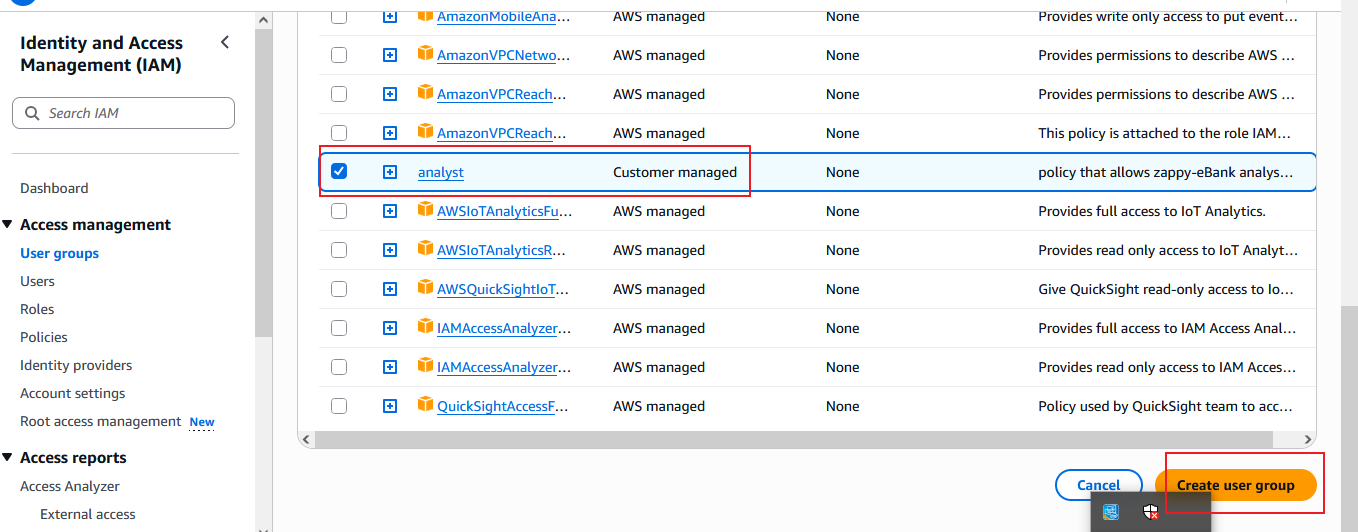 Identity and Access
Management (IAM)
Search IAM
Dashboard
Access management
User groups
Users
Roles
Policies
Identity providers
Account settings
Root access management New
Access reports
Access Analyzer
External access
AmazonMobileAna... AWS managed None Provides write only access to put event...
AmazonVPCNetwo... AWS managed None Provides permissions to describe AWS ...
AmazonVPCReach... AWS managed None Provides permissions to describe AWS ...
AmazonVPCReach... AWS managed None This policy is attached to the role IAM...
analyst Customer managed None policy that allows zappy-eBank analys...
AWSIoTAnalyticsFu... AWS managed None Provides full access to IoT Analytics.
AWSIoTAnalyticsR... AWS managed None Provides read only access to IoT Analyt...
AWSQuickSightIoT... AWS managed None Give QuickSight read-only access to Io...
IAMAccessAnalyzer... AWS managed None Provides full access to IAM Access Anal...
IAMAccessAnalyzer... AWS managed None Provides read only access to IAM Acces...
QuickSightAccessF... AWS managed None Policy used by QuickSight team to acc...
Cancel Create user group